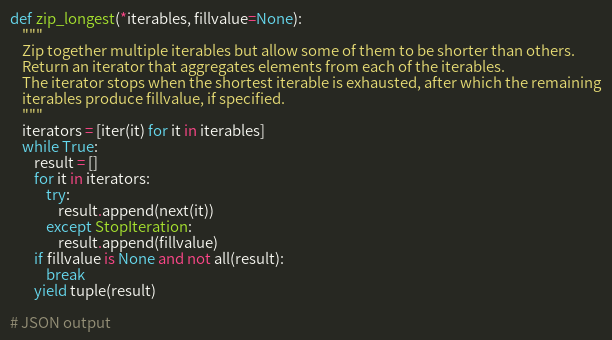 def zip_longest(*iterables, fillvalue=None):
    """
    Zip together multiple iterables but allow some of them to be shorter than others.
    Return an iterator that aggregates elements from each of the iterables.
    The iterator stops when the shortest iterable is exhausted, after which the remaining
    iterables produce fillvalue, if specified.
    """
    iterators = [iter(it) for it in iterables]
    while True:
        result = []
        for it in iterators:
            try:
                result.append(next(it))
            except StopIteration:
                result.append(fillvalue)
        if fillvalue is None and not all(result):
            break
        yield tuple(result)

# JSON output